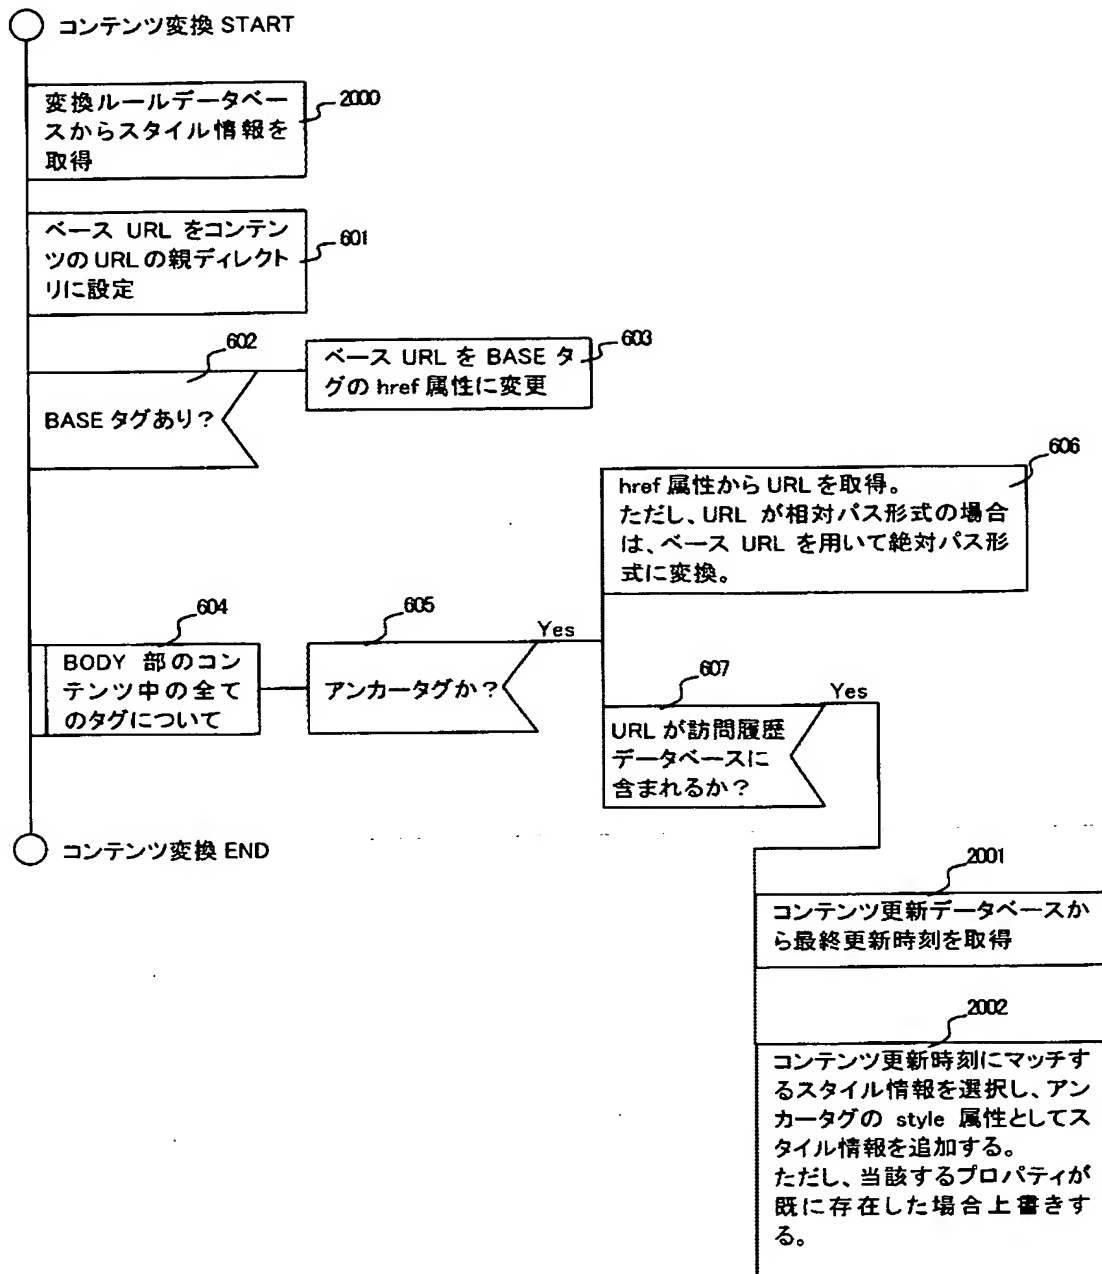 コンテンツ変換 START
変換ルールデータベー
スからスタイル情報を
取得
2000
ベース URL をコンテン
ツの URL の親ディレクト
リに設定
601
602
BASE タグあり？
ベース URL を BASE タ
グの href 属性に変更
603
606
href 属性から URL を取得。
ただし、URL が相対パス形式の場合
は、ベース URL を用いて絶対パス形
式に変換。
604
BODY 部のコン
テンツ中の全て
のタグについて
605
アンカータグか？
Yes
607
URL が訪問履歴
データベースに
含まれるか？
Yes
コンテンツ変換 END
2001
コンテンツ更新データベースか
ら最終更新時刻を取得
2002
コンテンツ更新時刻にマッチす
るスタイル情報を選択し、アン
カータグの style 属性としてス
タイル情報を追加する。
ただし、当該するプロパティが
既に存在した場合上書きす
る。